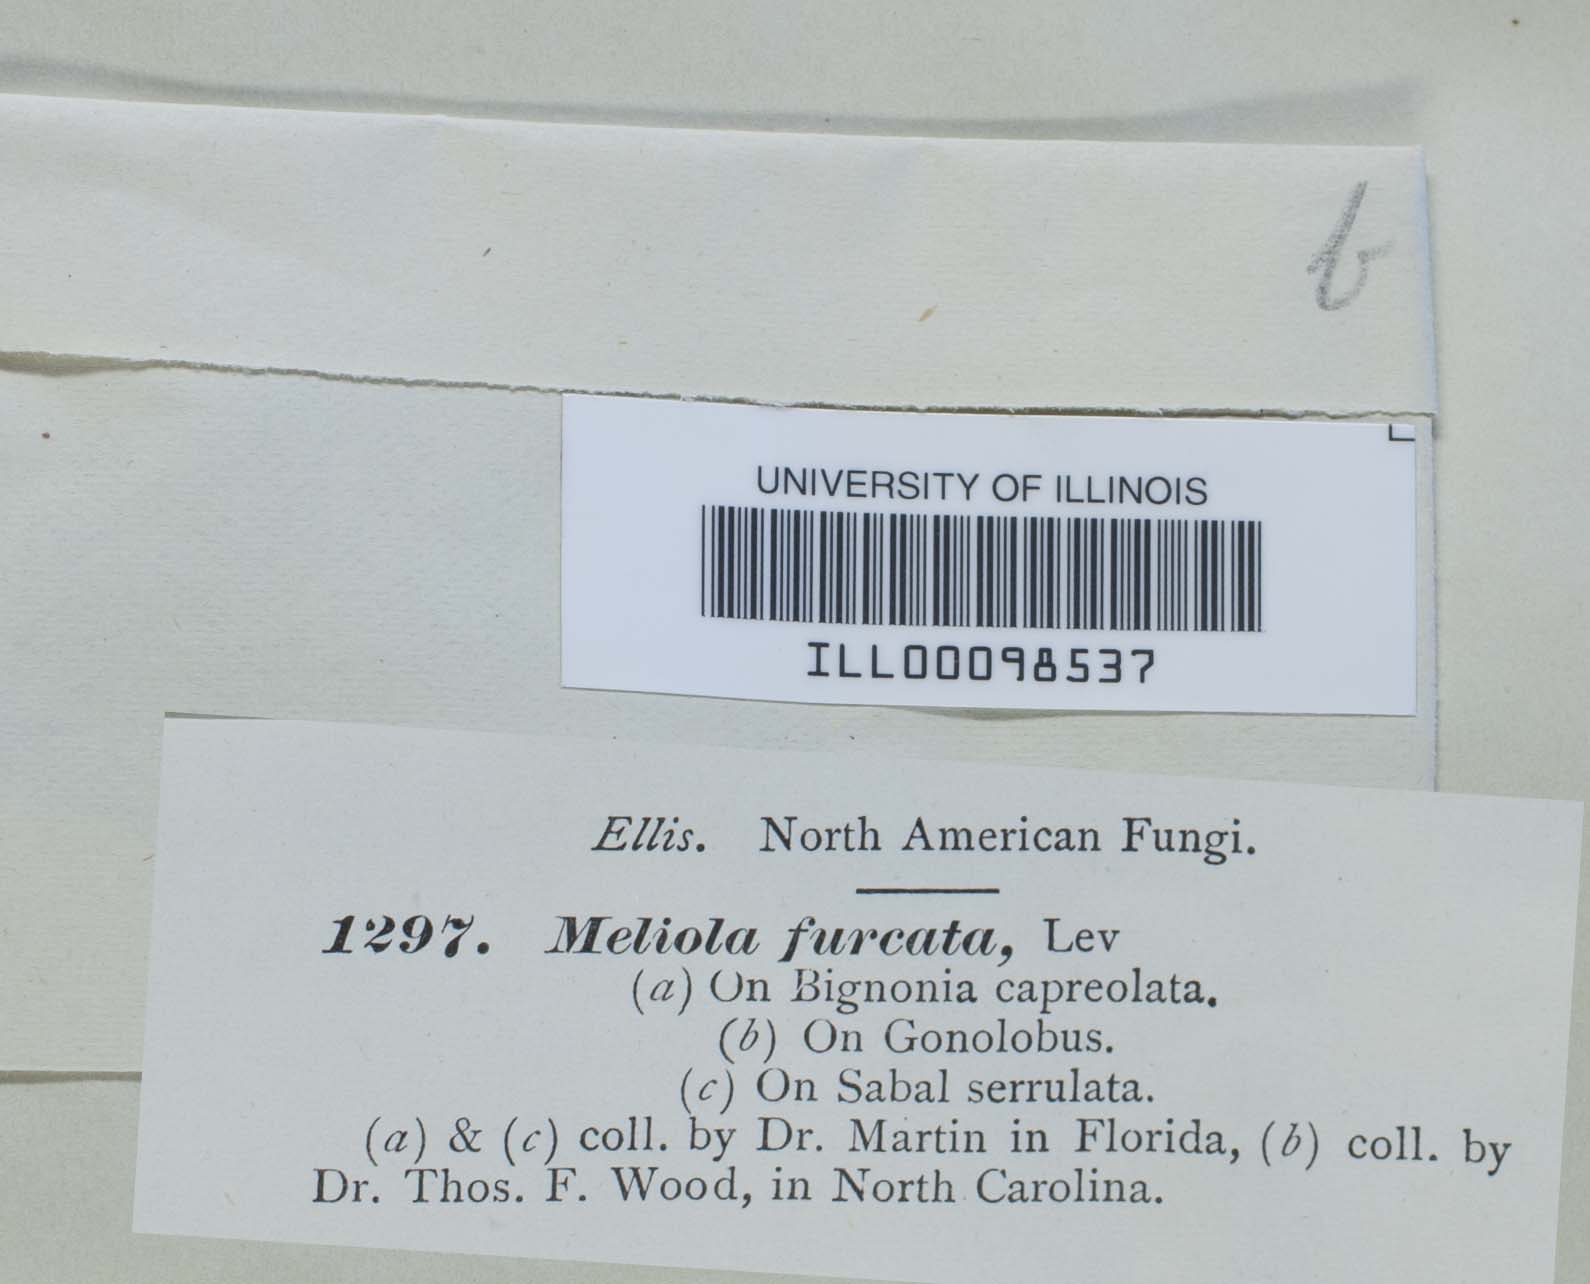 b
UNIVERSITY OF ILLINOIS
ILL00098537
Ellis. North American Fungi.
1297. Meliola furcata, Lev
(a) On Bignonia capreolata.
(b) On Gonolobus.
(c) On Sabal serrulata.
(a) & (c) coll. by Dr. Martin in Florida, (b) coll. by
Dr. Thos. F. Wood, in North Carolina.